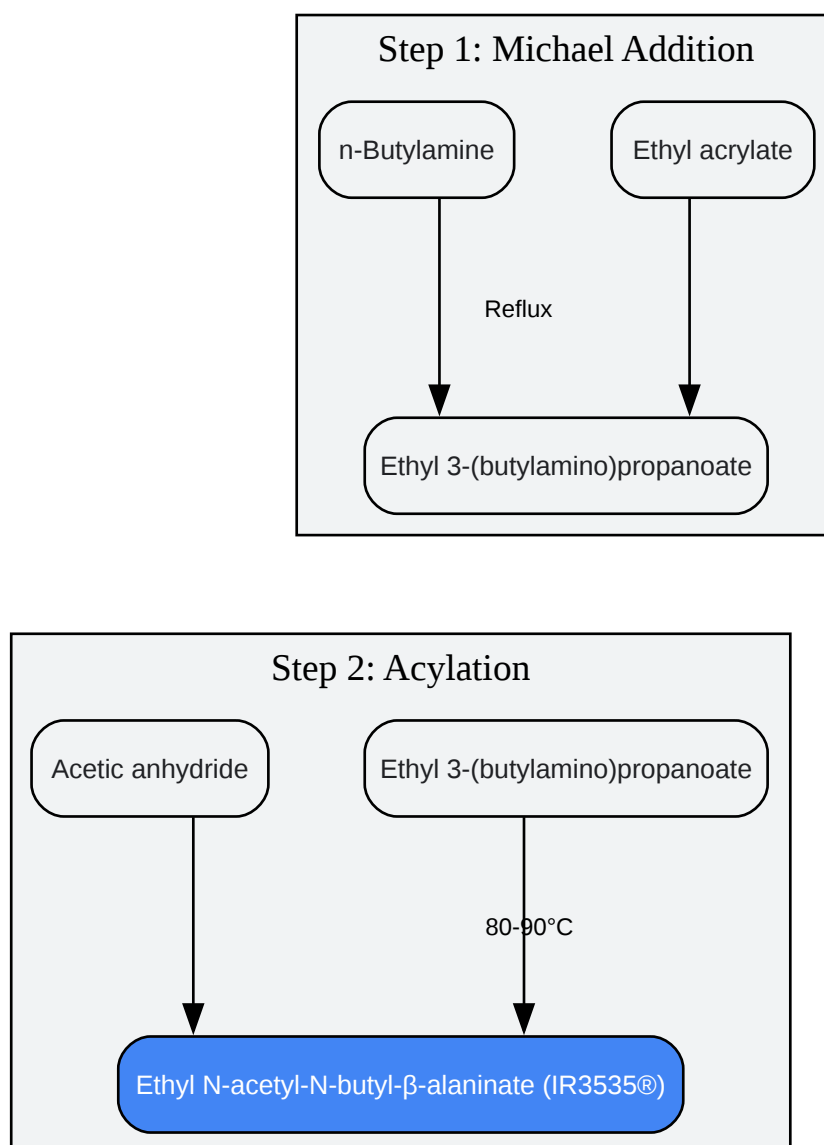 Step 1: Michael Addition
n-Butylamine
Ethyl acrylate
Reflux
Ethyl 3-(butylamino)propanoate
Step 2: Acylation
Acetic anhydride
Ethyl 3-(butylamino)propanoate
80-90°C
Ethyl N-acetyl-N-butyl-β-alaninate (IR3535®)